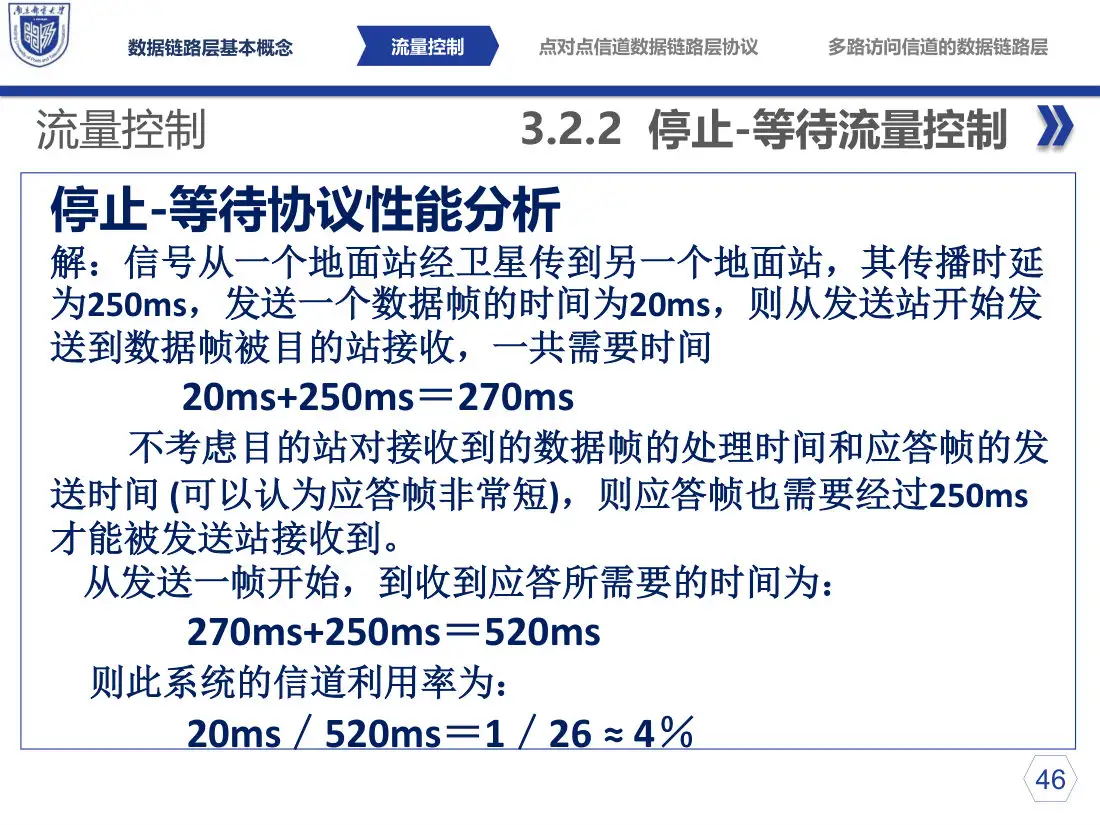 南京邮电大学
数据链路层基本概念 流量控制 点对点信道数据链路层协议 多路访问信道的数据链路层
流量控制 3.2.2 停止-等待流量控制
停止-等待协议性能分析
解：信号从一个地面站经卫星传到另一个地面站，其传播时延
为250ms，发送一个数据帧的时间为20ms，则从发送站开始发
送到数据帧被目的站接收，一共需要时间
20ms+250ms＝270ms
不考虑目的站对接收到的数据帧的处理时间和应答帧的发
送时间 (可以认为应答帧非常短)，则应答帧也需要经过250ms
才能被发送站接收到。
从发送一帧开始，到收到应答所需要的时间为：
270ms+250ms＝520ms
则此系统的信道利用率为：
20ms／520ms＝1／26 ≈ 4％
46